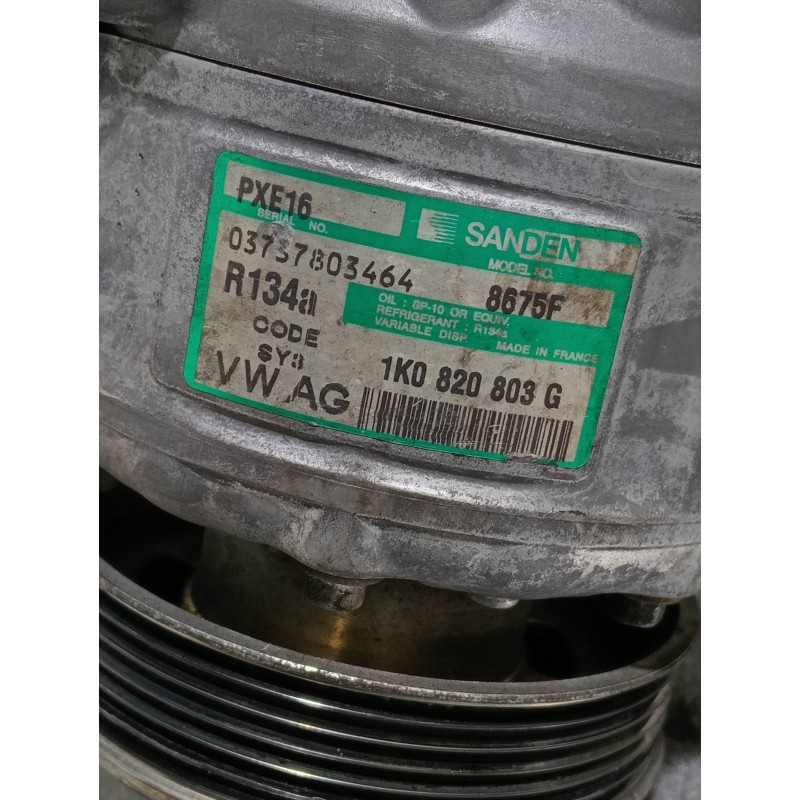 PXE16
SERIAL NO.
03737803464
SANDEN
MODEL NO.
8675F
R134a
OIL : SP-10 OR EQUIV.
REFRIGERANT : R134a
VARIABLE DISP.
MADE IN FRANCE
CODE
SY3
VW AG
1K0 820 803 G